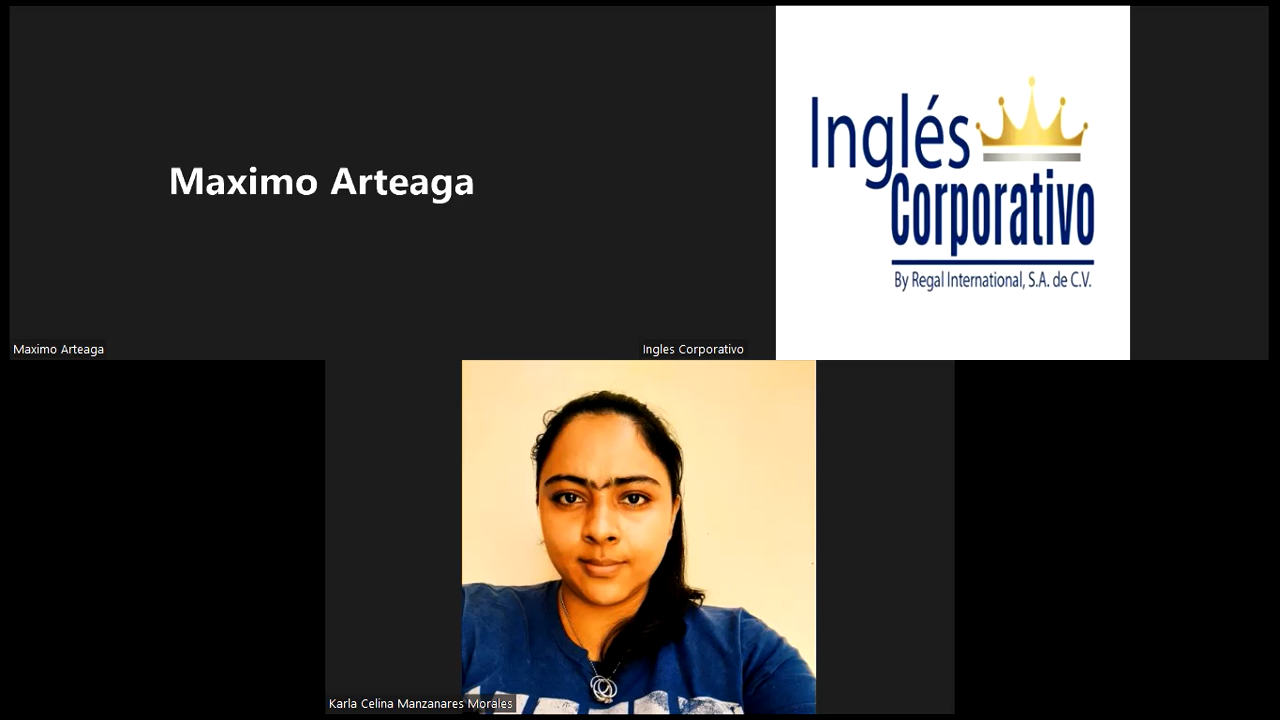 Maximo Arteaga
Inglés
Corporativo
By Regal International, S.A. de C.V.
Maximo Arteaga
Ingles Corporativo
Karla Celina Manzanares Morales